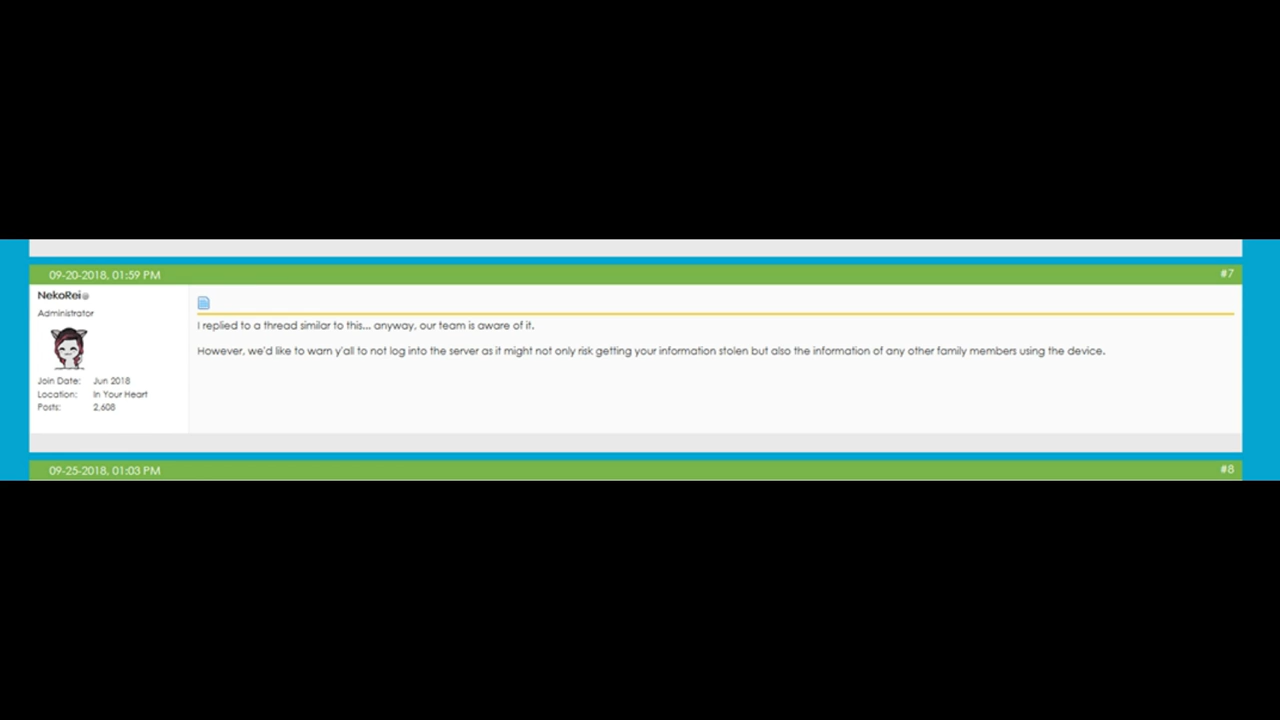 09-20-2018, 01:59 PM #7
NekoRei
Administrator
Join Date: Jun 2018
Location: In Your Heart
Posts: 2,608
I replied to a thread similar to this... anyway, our team is aware of it.
However, we'd like to warn y'all to not log into the server as it might not only risk getting your information stolen but also the information of any other family members using the device.
09-25-2018, 01:03 PM #8